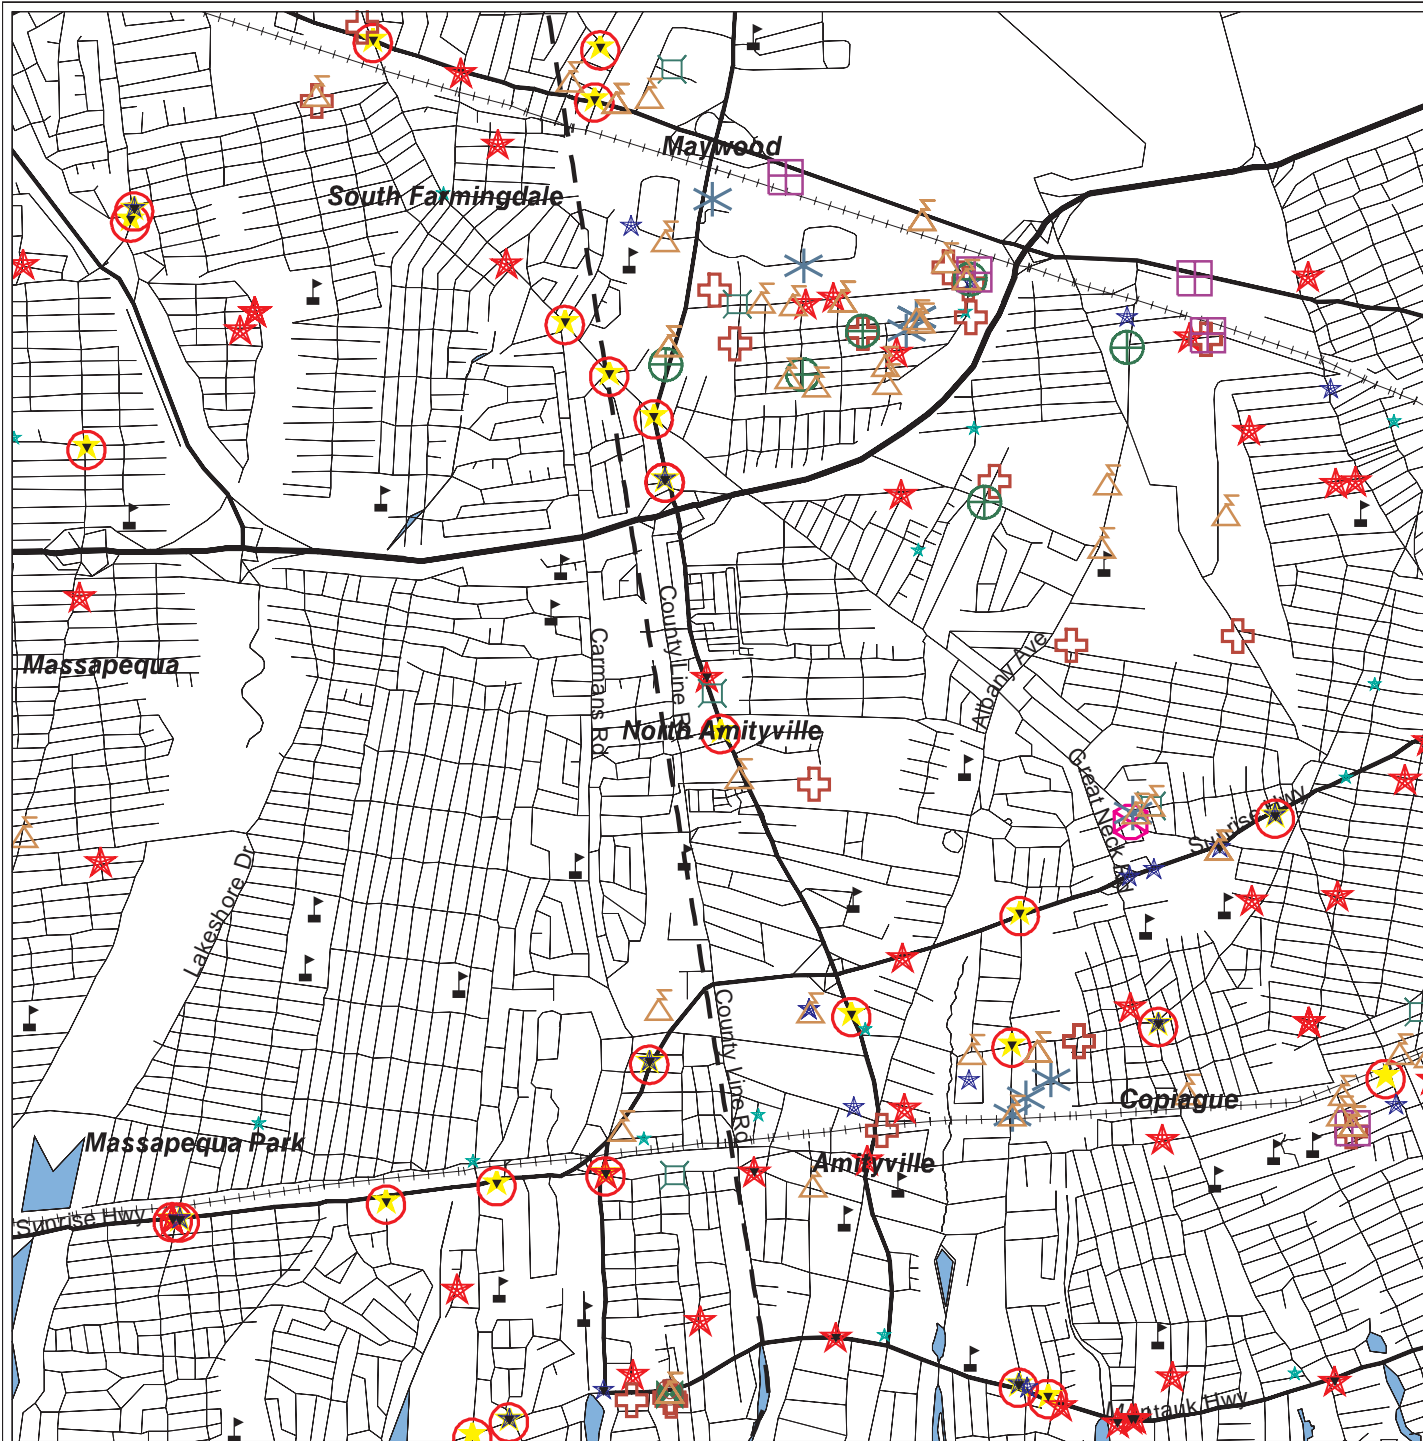 Maywood
South Farmingdale
Massapequa
Carmans Rd
County Line Rd
North Amityville
Albany Ave
Great Neck Rd
Sunrise Hwy
Lakeshore Dr
County Line Rd
Copiague
Massapequa Park
Amityville
Sunrise Hwy
Montauk Hwy